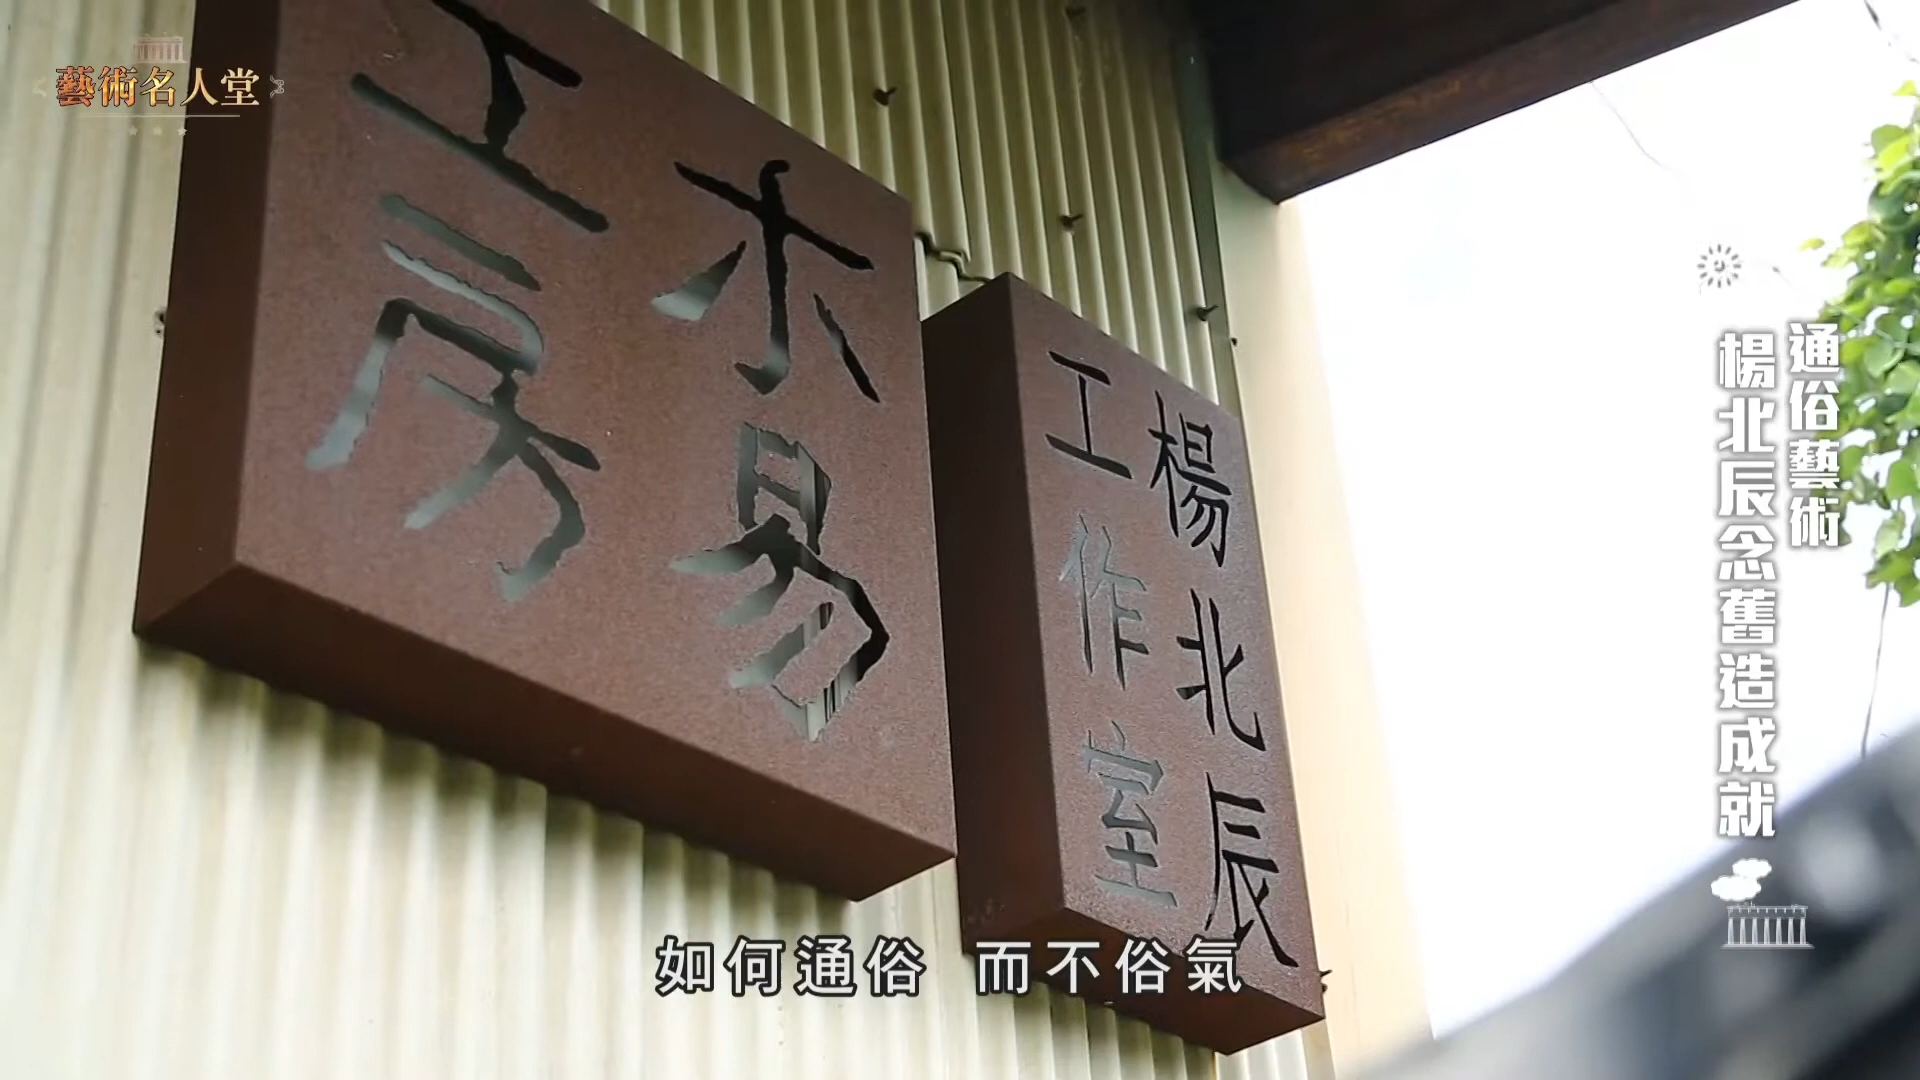 藝術名人堂
木易
工房
楊北辰
工作室
通俗藝術
楊北辰念舊造成就
如何通俗 而不俗氣